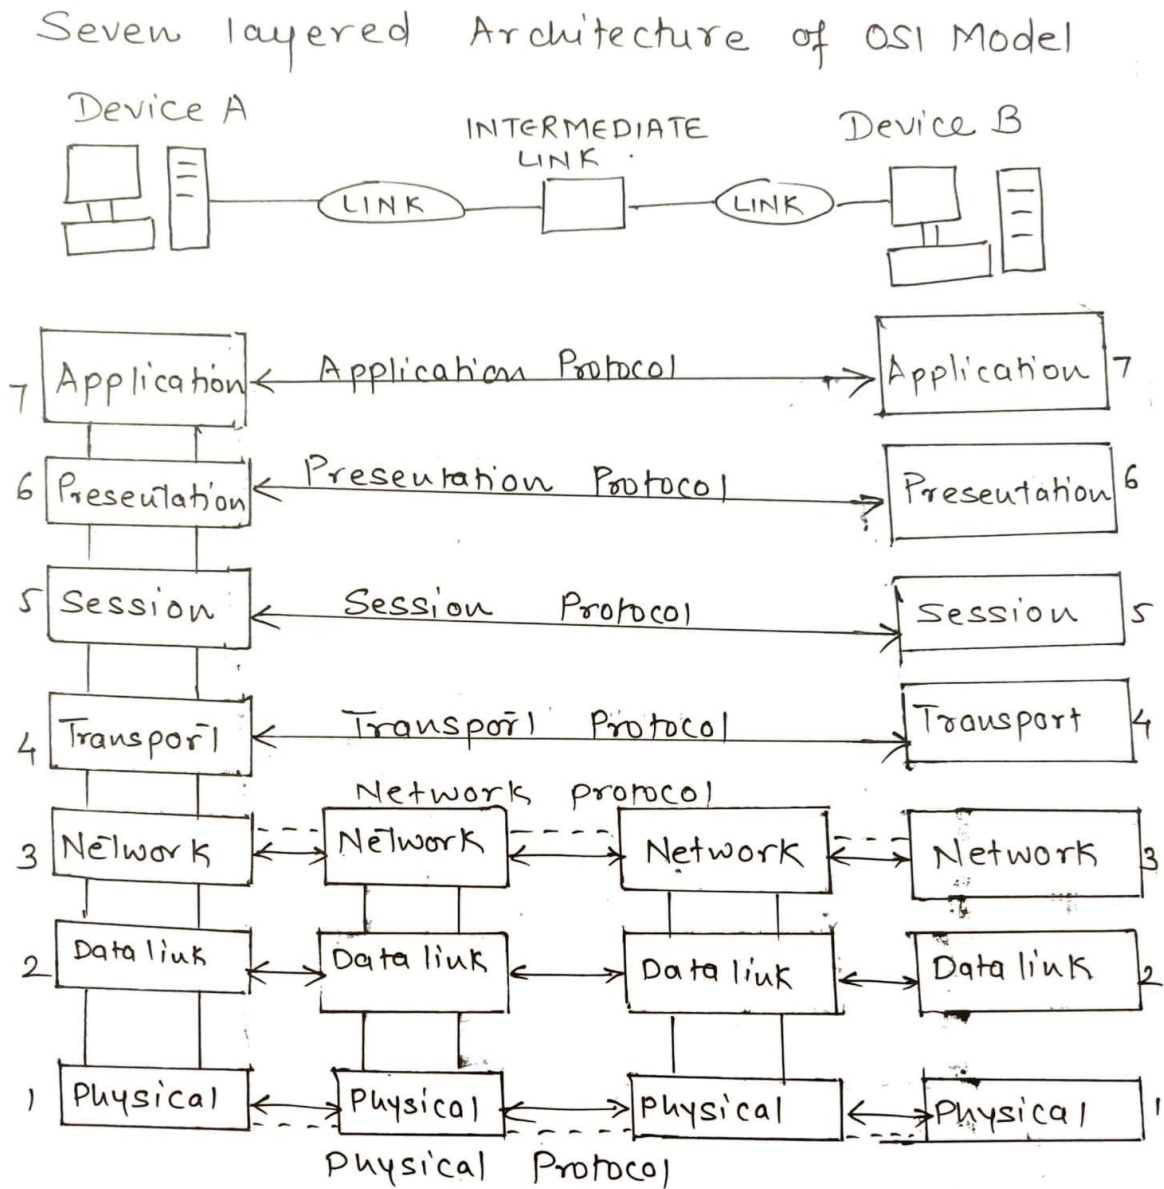 Seven layered Architecture of OSI Model
Device A
INTERMEDIATE
LINK
Device B
LINK
LINK
7 Application Application Protocol Application 7
6 Presentation Presentation Protocol Presentation 6
5 Session Session Protocol Session 5
4 Transport Transport Protocol Transport 4
Network protocol
3 Network Network Network Network 3
2 Data link Data link Data link Data link 2
1 Physical Physical Physical Physical 1
Physical Protocol